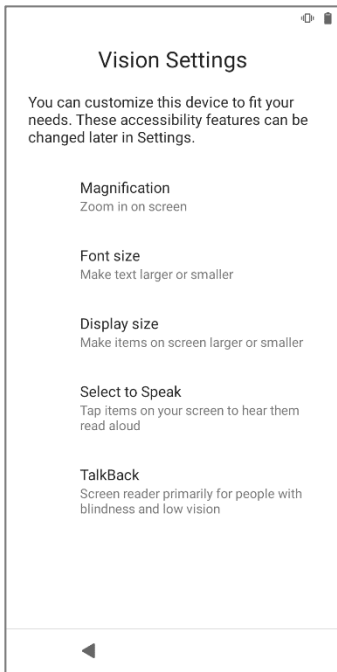 Vision Settings
You can customize this device to fit your
needs. These accessibility features can be
changed later in Settings.
Magnification
Zoom in on screen
Font size
Make text larger or smaller
Display size
Make items on screen larger or smaller
Select to Speak
Tap items on your screen to hear them
read aloud
TalkBack
Screen reader primarily for people with
blindness and low vision